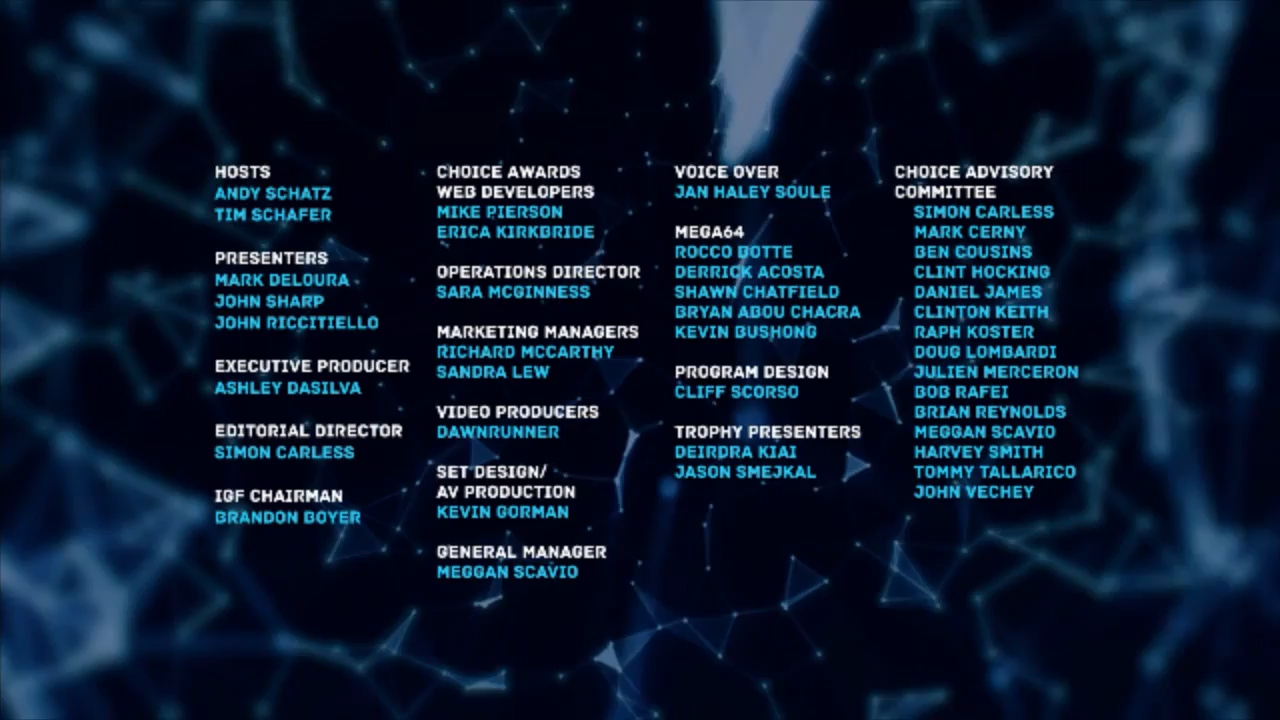 HOSTS
ANDY SCHATZ
TIM SCHAFER
PRESENTERS
MARK DELOURA
JOHN SHARP
JOHN RICCITIELLO
EXECUTIVE PRODUCER
ASHLEY DASILVA
EDITORIAL DIRECTOR
SIMON CARLESS
IGF CHAIRMAN
BRANDON BOYER
CHOICE AWARDS
WEB DEVELOPERS
MIKE PIERSON
ERICA KIRKBRIDE
OPERATIONS DIRECTOR
SARA MCGINNESS
MARKETING MANAGERS
RICHARD MCCARTHY
SANDRA LEW
VIDEO PRODUCERS
DAWNRUNNER
SET DESIGN/
AV PRODUCTION
KEVIN GORMAN
GENERAL MANAGER
MEGGAN SCAVIO
VOICE OVER
JAN HALEY SOULE
MEGA64
ROCCO BOTTE
DERRICK ACOSTA
SHAWN CHATFIELD
BRYAN ABOU CHACRA
KEVIN BUSHONG
PROGRAM DESIGN
CLIFF SCORSO
TROPHY PRESENTERS
DEIRDRA KIAI
JASON SMEJKAL
CHOICE ADVISORY
COMMITTEE
SIMON CARLESS
MARK CERNY
BEN COUSINS
CLINT HOCKING
DANIEL JAMES
CLINTON KEITH
RAPH KOSTER
DOUG LOMBARDI
JULIEN MERCERON
BOB RAFEI
BRIAN REYNOLDS
MEGGAN SCAVIO
HARVEY SMITH
TOMMY TALLARICO
JOHN VECHEY